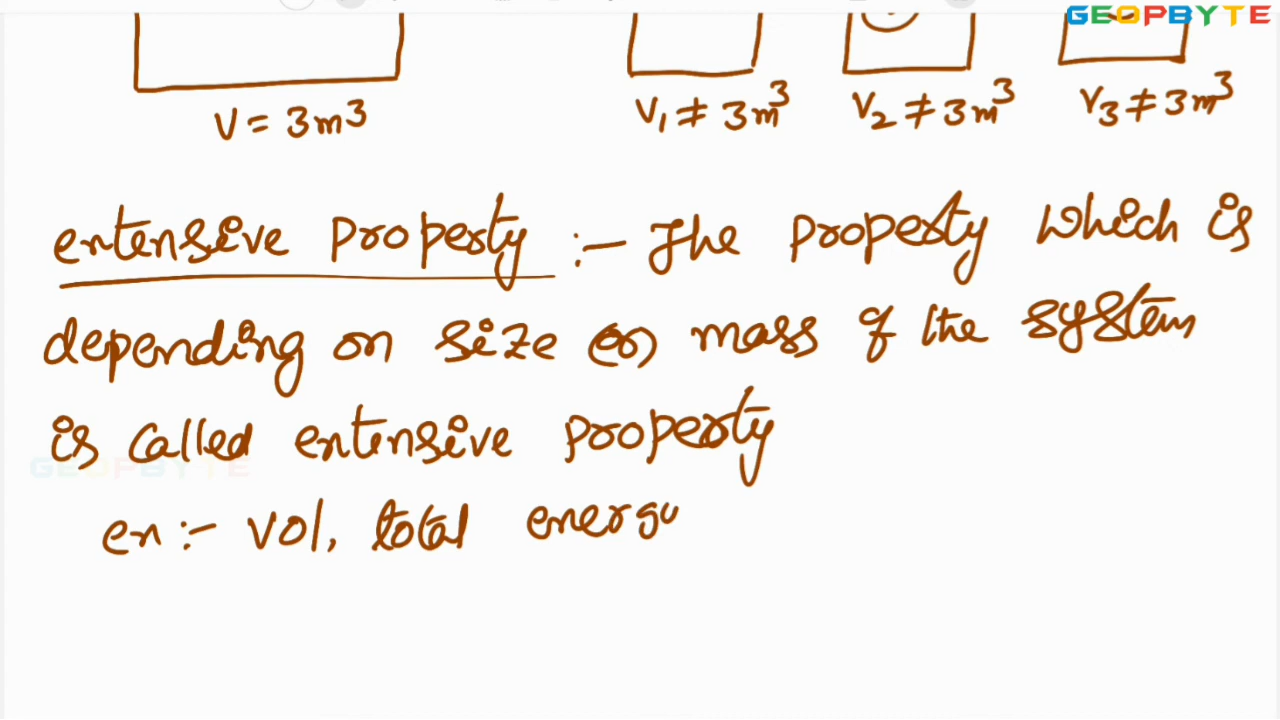 GEOPBYTE
V = 3m³ V₁ ≠ 3m³ V₂ ≠ 3m³ V₃ ≠ 3m³
extensive property :- The property which is
depending on size (or) mass of the system
is called extensive property
GEOPBYTE
ex :- vol, total energy